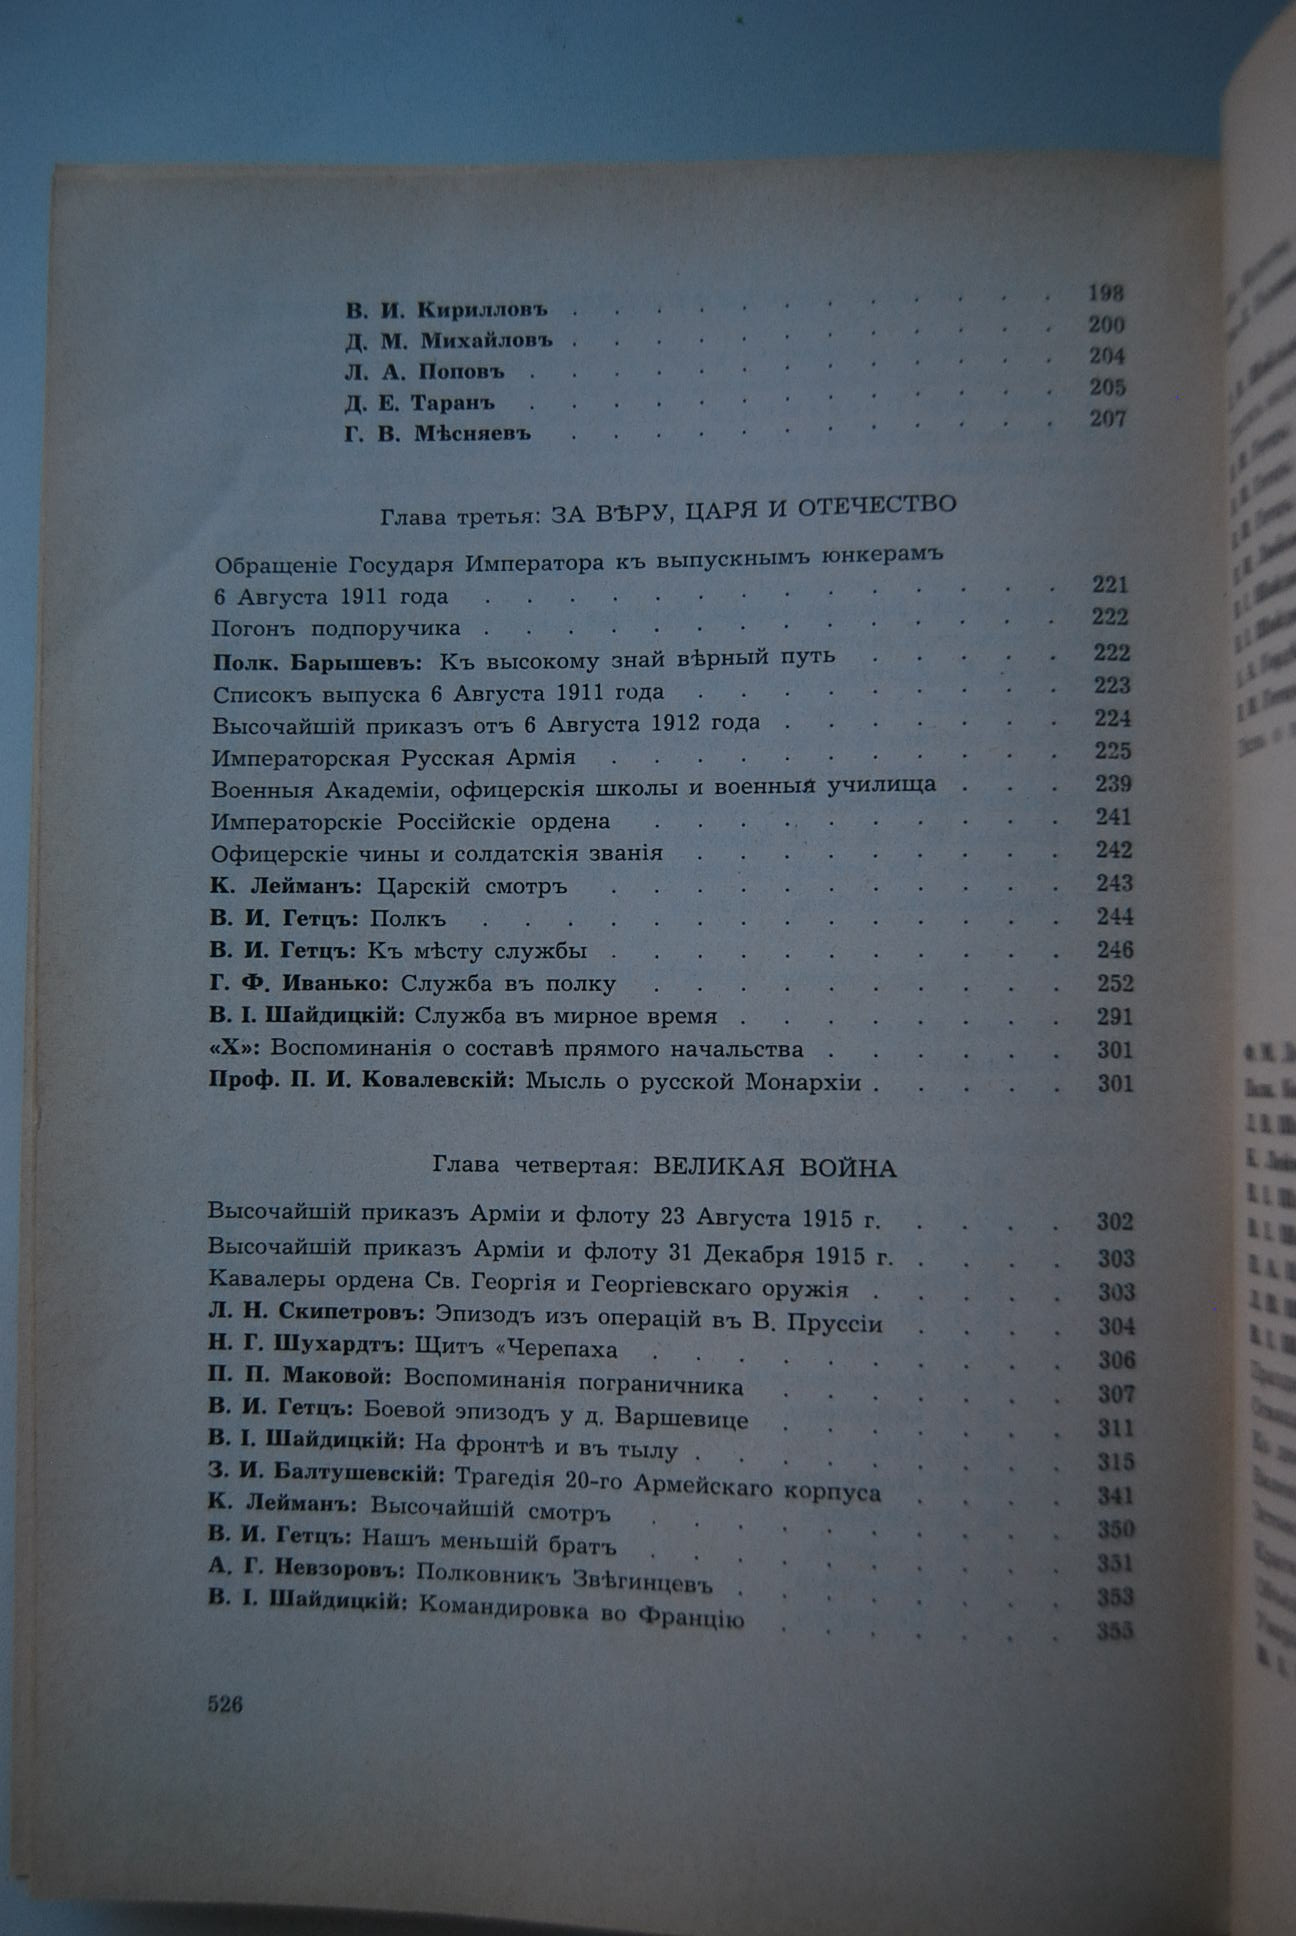 В. И. Кирилловъ . . . . . . . . . . . . 198
Д. М. Михайловъ . . . . . . . . . . . . 200
Л. А. Поповъ . . . . . . . . . . . . . 204
Д. Е. Таранъ . . . . . . . . . . . . . 205
Г. В. Мѣсняевъ . . . . . . . . . . . . 207
Глава третья: ЗА ВѢРУ, ЦАРЯ И ОТЕЧЕСТВО
Обращеніе Государя Императора къ выпускнымъ юнкерамъ
6 Августа 1911 года . . . . . . . . . . . . . . 221
Погонъ подпоручика . . . . . . . . . . . . . . 222
Полк. Барышевъ: Къ высокому знай вѣрный путь . . . . . 222
Списокъ выпуска 6 Августа 1911 года . . . . . . . . . 223
Высочайшій приказъ отъ 6 Августа 1912 года . . . . . . . 224
Императорская Русская Армія . . . . . . . . . . . 225
Военныя Академіи, офицерскія школы и военныя училища . . . 239
Императорскіе Россійскіе ордена . . . . . . . . . . 241
Офицерскіе чины и солдатскія званія . . . . . . . . . 242
К. Лейманъ: Царскій смотръ . . . . . . . . . . . 243
В. И. Гетцъ: Полкъ . . . . . . . . . . . . . . 244
В. И. Гетцъ: Къ мѣсту службы . . . . . . . . . . . 246
Г. Ф. Иванько: Служба въ полку . . . . . . . . . . 252
В. І. Шайдицкій: Служба въ мирное время . . . . . . . . 291
«Х»: Воспоминанія о составѣ прямого начальства . . . . . . 301
Проф. П. И. Ковалевскій: Мысль о русской Монархіи . . . . . 301
Глава четвертая: ВЕЛИКАЯ ВОЙНА
Высочайшій приказъ Арміи и флоту 23 Августа 1915 г. . . . . 302
Высочайшій приказъ Арміи и флоту 31 Декабря 1915 г. . . . . 303
Кавалеры ордена Св. Георгія и Георгіевскаго оружія . . . . . 303
Л. Н. Скипетровъ: Эпизодъ изъ операцій въ В. Пруссіи . . . . 304
Н. Г. Шухардтъ: Щитъ «Черепаха . . . . . . . . . . 306
П. П. Маковой: Воспоминанія пограничника . . . . . . . 307
В. И. Гетцъ: Боевой эпизодъ у д. Варшевице . . . . . . . 311
В. І. Шайдицкій: На фронтѣ и въ тылу . . . . . . . . . 315
З. И. Балтушевскій: Трагедія 20-го Армейскаго корпуса . . . . 341
К. Лейманъ: Высочайшій смотръ . . . . . . . . . . 350
В. И. Гетцъ: Нашъ меньшій братъ . . . . . . . . . . 351
А. Г. Невзоровъ: Полковникъ Звѣгинцевъ . . . . . . . . 353
В. І. Шайдицкій: Командировка во Францію . . . . . . . 355
526